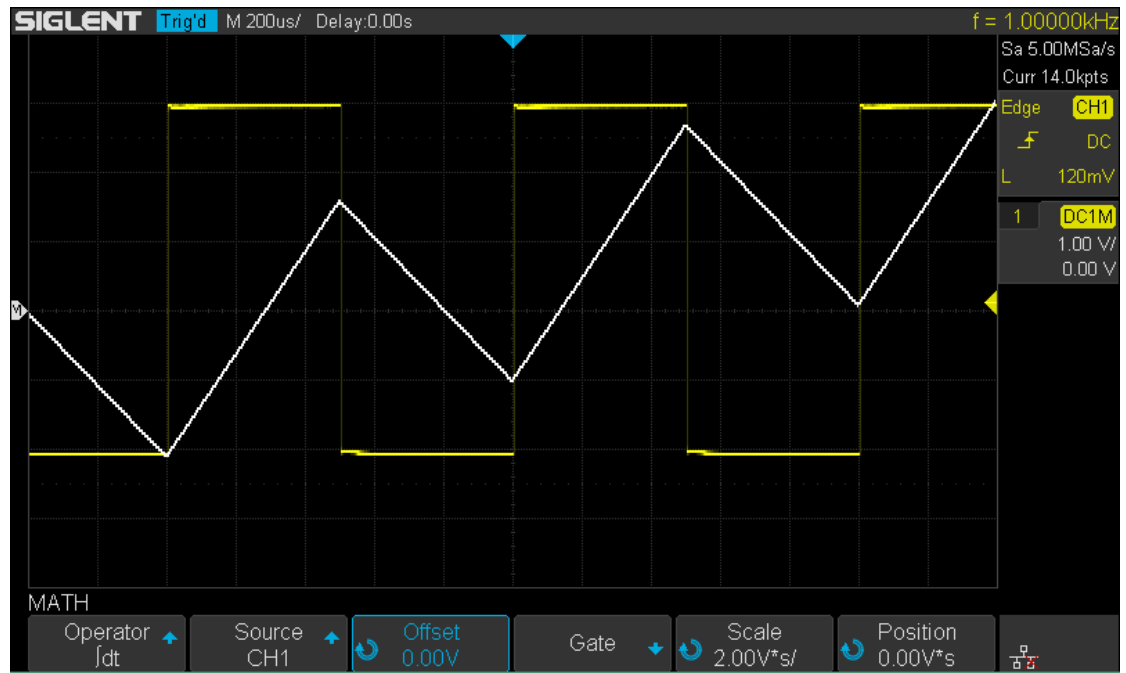 SIGLENT Trig'd M 200us/ Delay:0.00s f = 1.00000kHz
Sa 5.00MSa/s
Curr 14.0kpts
Edge CH1
DC
L 120mV
1 DC1M
1.00 V/
0.00 V
M
MATH
Operator Source Offset Gate Scale Position
∫dt CH1 0.00V 2.00V*s/ 0.00V*s